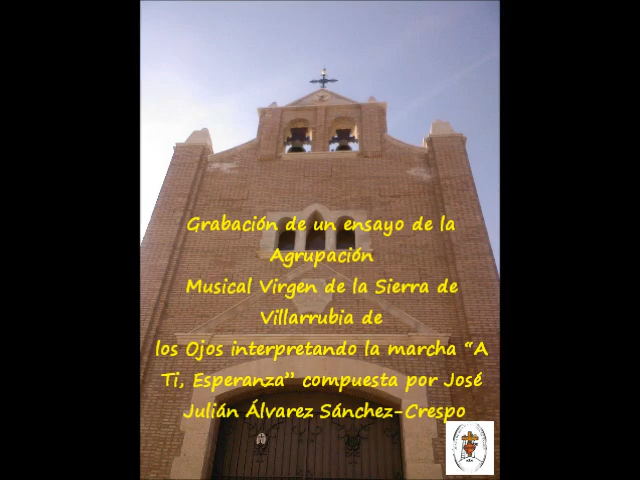 Grabación de un ensayo de la
Agrupación
Musical Virgen de la Sierra de
Villarrubia de
los Ojos interpretando la marcha “A
Ti, Esperanza” compuesta por José
Julián Álvarez Sánchez-Crespo